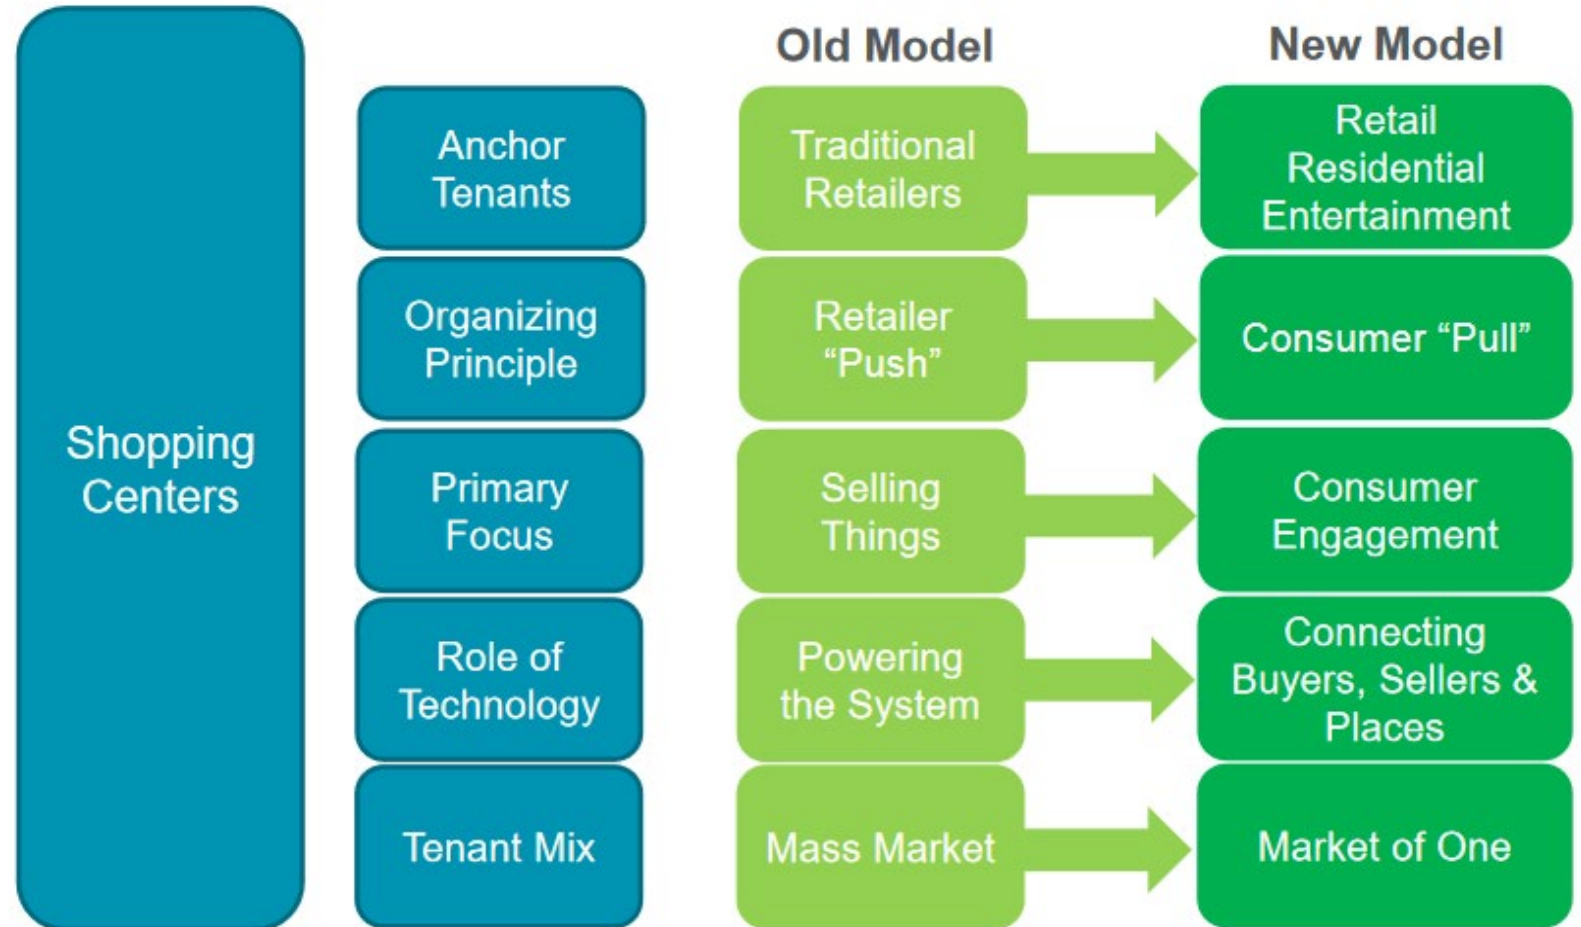 Old Model
New Model
Shopping
Centers
Anchor
Tenants
Traditional
Retailers
Retail
Residential
Entertainment
Organizing
Principle
Retailer
“Push”
Consumer “Pull”
Primary
Focus
Selling
Things
Consumer
Engagement
Role of
Technology
Powering
the System
Connecting
Buyers, Sellers &
Places
Tenant Mix
Mass Market
Market of One